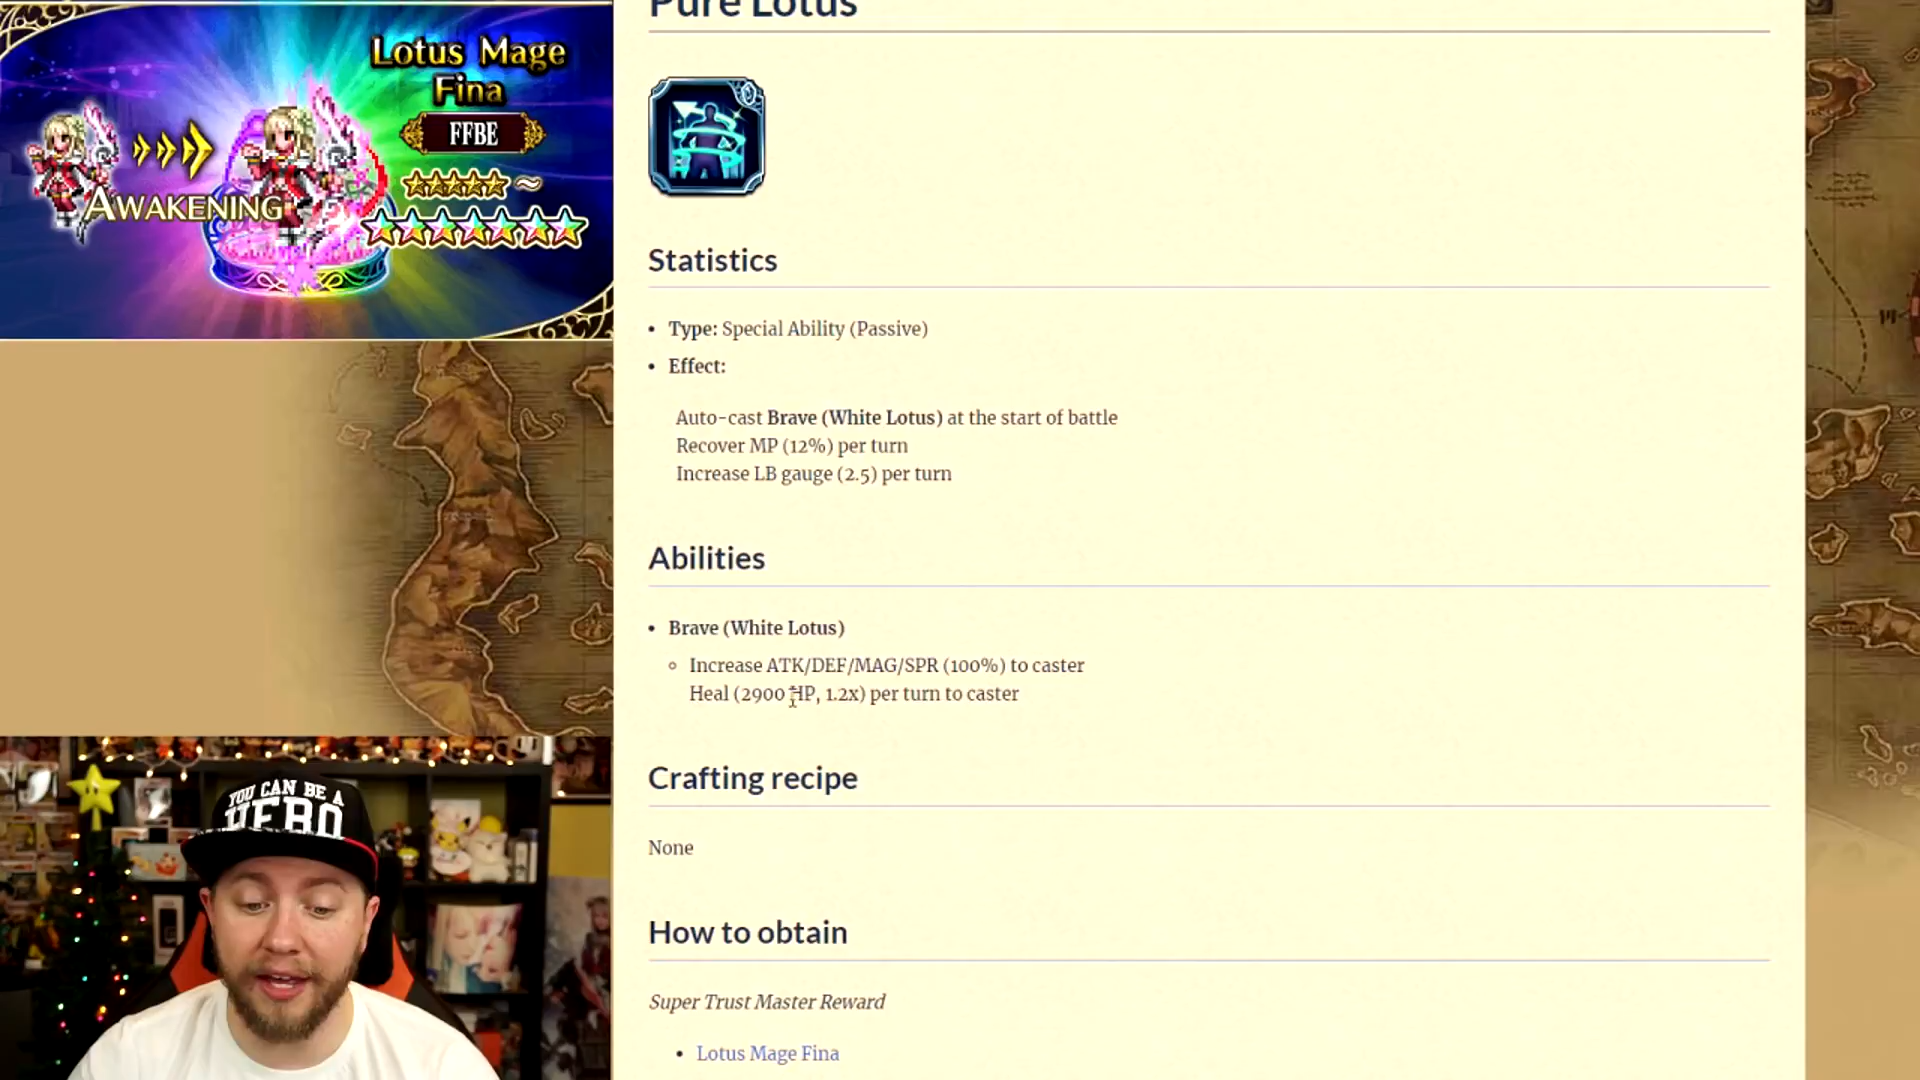 Pure Lotus
Lotus Mage
Fina
FFBE
AWAKENING
Statistics
• Type: Special Ability (Passive)
• Effect:
Auto-cast Brave (White Lotus) at the start of battle
Recover MP (12%) per turn
Increase LB gauge (2.5) per turn
Abilities
• Brave (White Lotus)
Increase ATK/DEF/MAG/SPR (100%) to caster
Heal (2900 HP, 1.2x) per turn to caster
Crafting recipe
None
How to obtain
Super Trust Master Reward
• Lotus Mage Fina
YOU CAN BE A
HERO